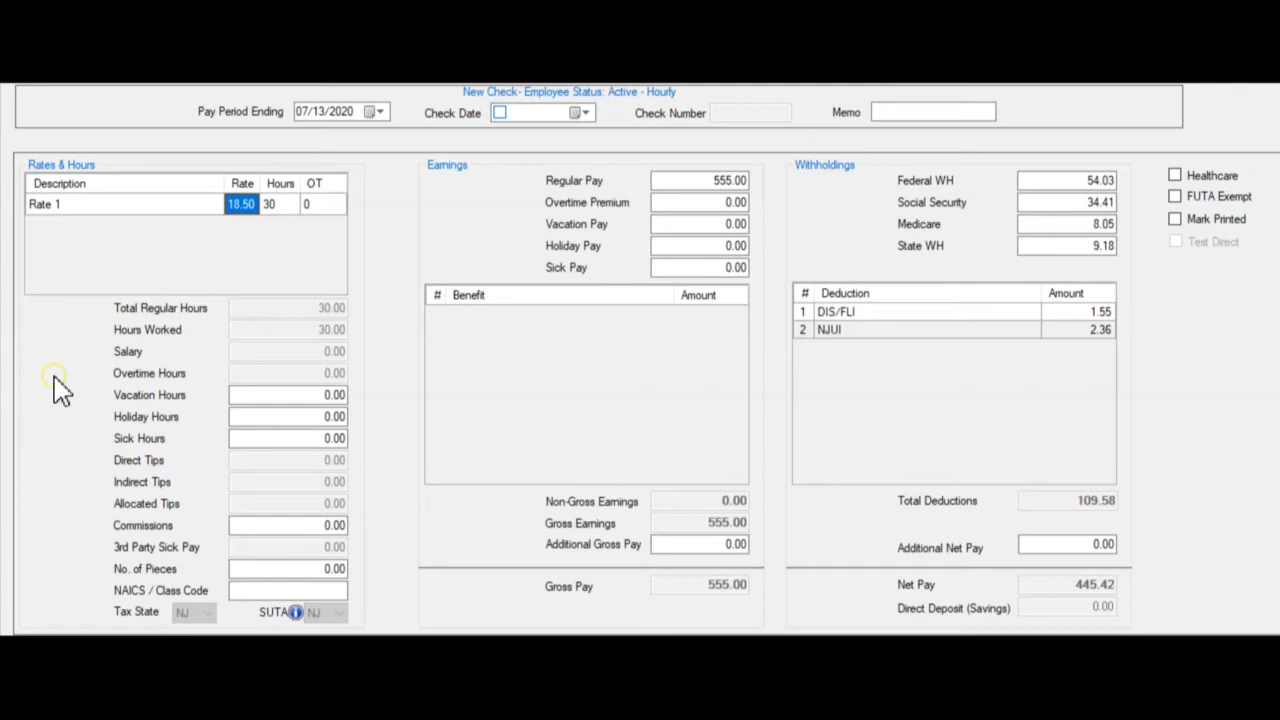 New Check- Employee Status: Active - Hourly
Pay Period Ending 07/13/2020 Check Date Check Number Memo
Rates & Hours
Description Rate Hours OT
Rate 1 18.50 30 0
Total Regular Hours 30.00
Hours Worked 30.00
Salary 0.00
Overtime Hours 0.00
Vacation Hours 0.00
Holiday Hours 0.00
Sick Hours 0.00
Direct Tips 0.00
Indirect Tips 0.00
Allocated Tips 0.00
Commissions 0.00
3rd Party Sick Pay 0.00
No. of Pieces 0.00
NAICS / Class Code
Tax State NJ SUTA i NJ
Earnings
Regular Pay 555.00
Overtime Premium 0.00
Vacation Pay 0.00
Holiday Pay 0.00
Sick Pay 0.00
# Benefit Amount
Non-Gross Earnings 0.00
Gross Earnings 555.00
Additional Gross Pay 0.00
Gross Pay 555.00
Withholdings
Federal WH 54.03
Social Security 34.41
Medicare 8.05
State WH 9.18
# Deduction Amount
1 DIS/FLI 1.55
2 NJUI 2.36
Total Deductions 109.58
Additional Net Pay 0.00
Net Pay 445.42
Direct Deposit (Savings) 0.00
Healthcare
FUTA Exempt
Mark Printed
Test Direct